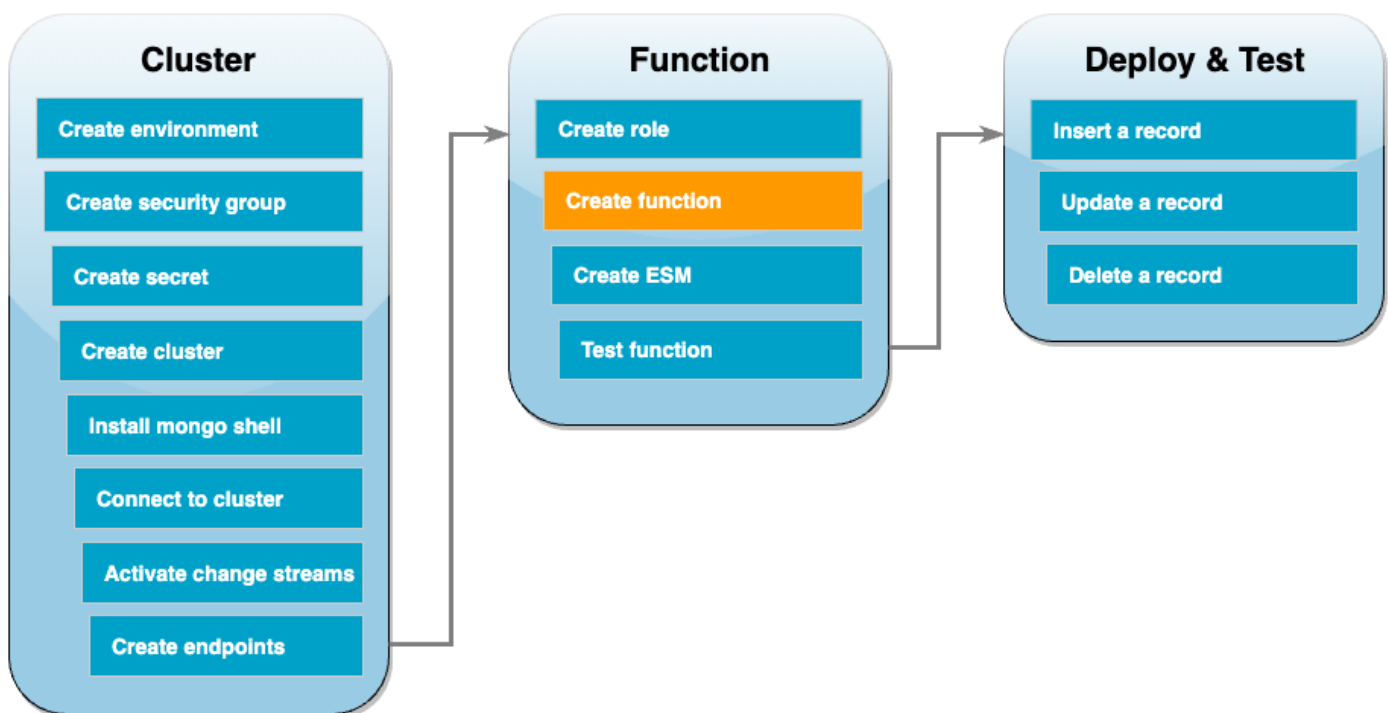 Cluster
Create environment
Create security group
Create secret
Create cluster
Install mongo shell
Connect to cluster
Activate change streams
Create endpoints
Function
Create role
Create function
Create ESM
Test function
Deploy & Test
Insert a record
Update a record
Delete a record